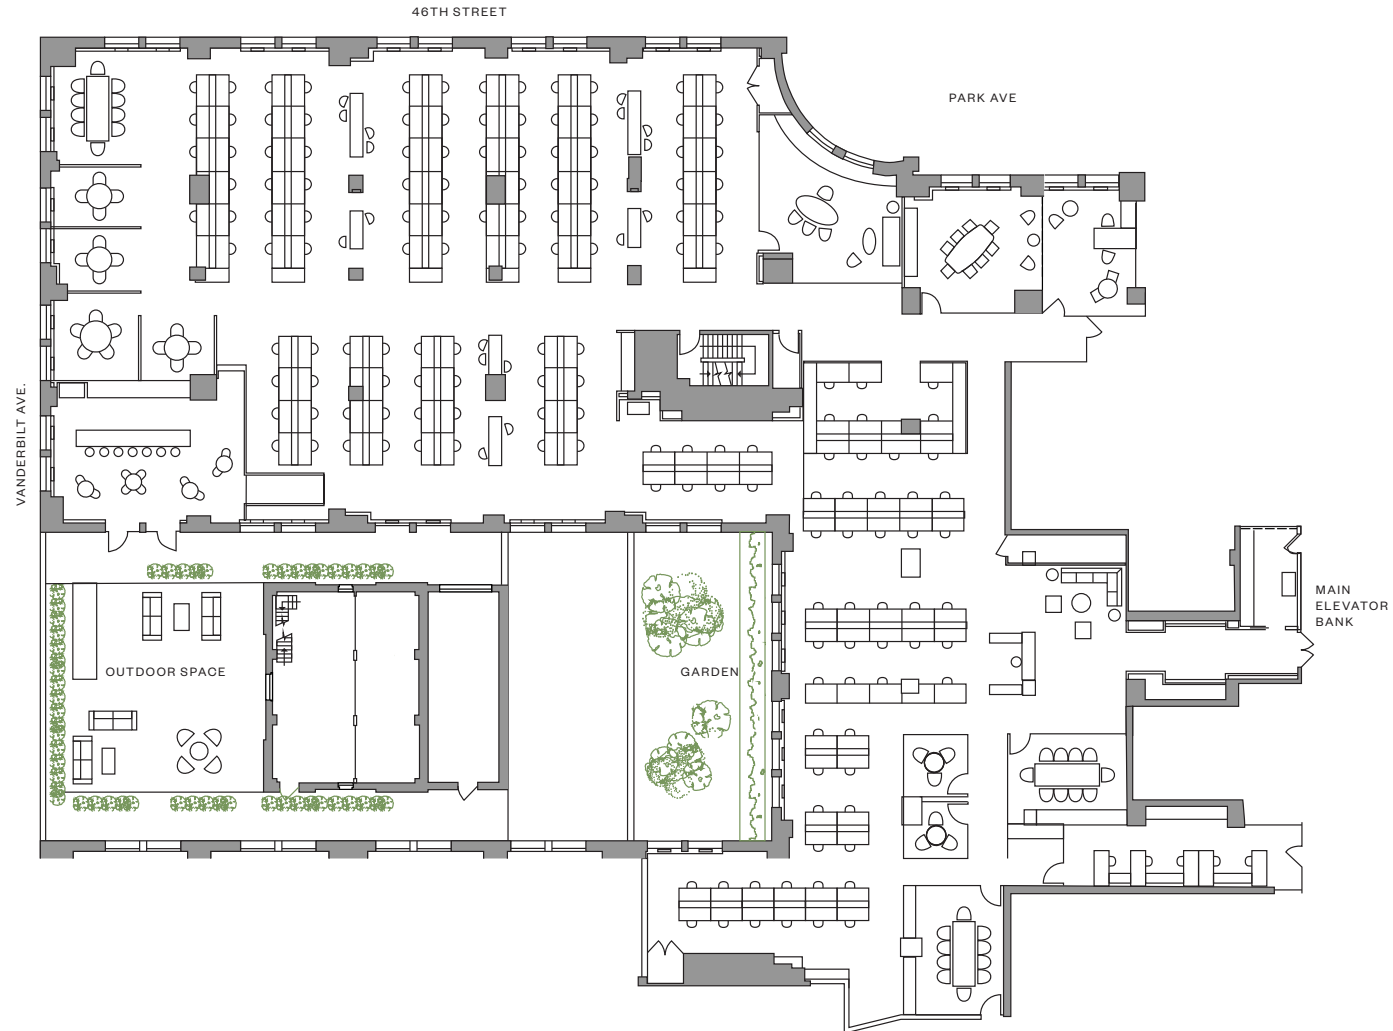 46TH STREET
PARK AVE
VANDERBILT AVE.
MAIN
ELEVATOR
BANK
OUTDOOR SPACE
GARDEN